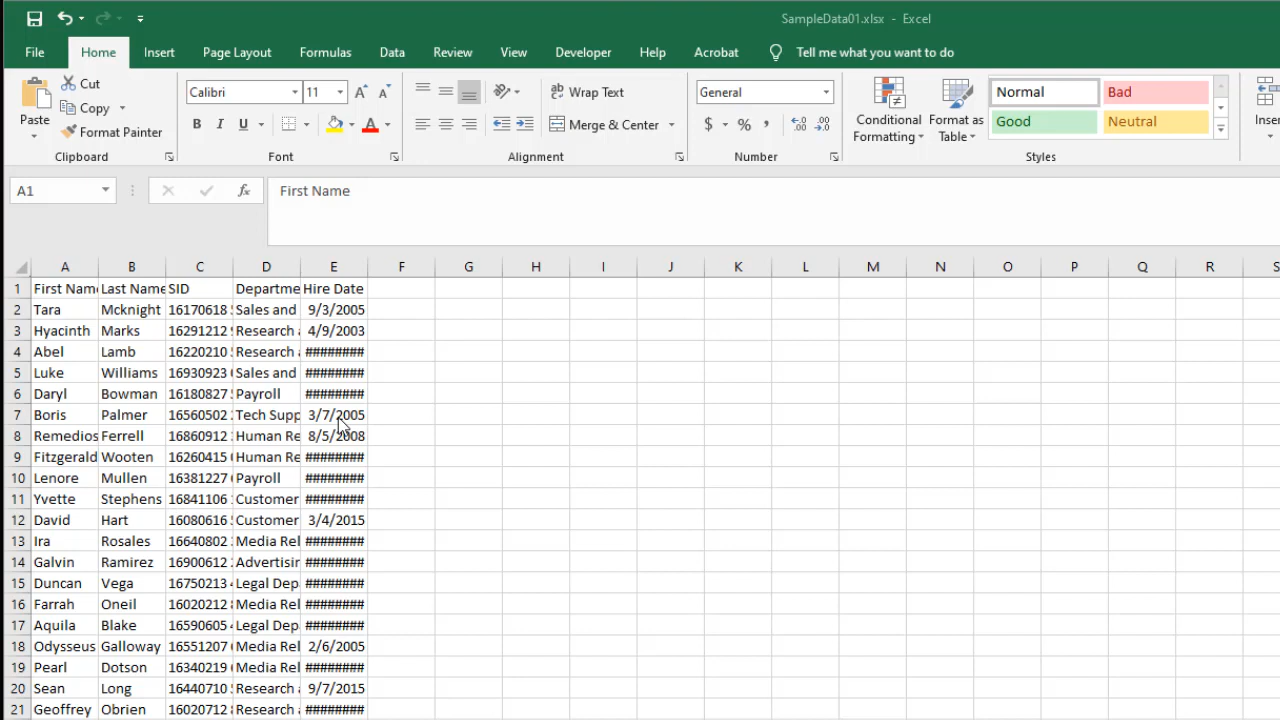 SampleData01.xlsx - Excel
File Home Insert Page Layout Formulas Data Review View Developer Help Acrobat Tell me what you want to do
Paste
Cut
Copy
Format Painter
Clipboard
Calibri 11
B I U
Font
Wrap Text
Merge & Center
Alignment
General
$ % ,
Number
Conditional Formatting
Format as Table
Normal Bad
Good Neutral
Styles
Inser
A1 fx First Name
A B C D E F G H I J K L M N O P Q R S
1 First Name Last Name SID Departme Hire Date
2 Tara Mcknight 16170618 Sales and 9/3/2005
3 Hyacinth Marks 16291212 Research 4/9/2003
4 Abel Lamb 16220210 Research ########
5 Luke Williams 16930923 Sales and ########
6 Daryl Bowman 16180827 Payroll ########
7 Boris Palmer 16560502 Tech Supp 3/7/2005
8 Remedios Ferrell 16860912 Human Re 8/5/2008
9 Fitzgerald Wooten 16260415 Human Re ########
10 Lenore Mullen 16381227 Payroll ########
11 Yvette Stephens 16841106 Customer ########
12 David Hart 16080616 Customer 3/4/2015
13 Ira Rosales 16640802 Media Rel ########
14 Galvin Ramirez 16900612 Advertisin ########
15 Duncan Vega 16750213 Legal Dep ########
16 Farrah Oneil 16020212 Media Rel ########
17 Aquila Blake 16590605 Legal Dep ########
18 Odysseus Galloway 16551207 Media Rel 2/6/2005
19 Pearl Dotson 16340219 Media Rel ########
20 Sean Long 16440710 Research 9/7/2015
21 Geoffrey Obrien 16020712 Research ########